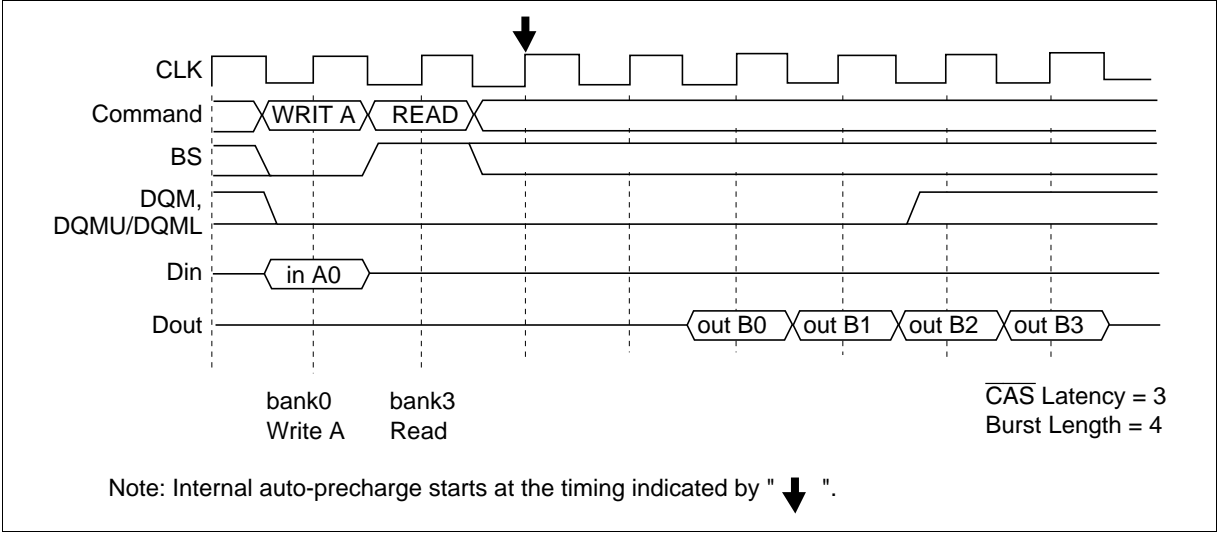 CLK
Command WRIT A READ
BS
DQM,
DQMU/DQML
Din in A0
Dout out B0 out B1 out B2 out B3
bank0 bank3 CAS Latency = 3
Write A Read Burst Length = 4
Note: Internal auto-precharge starts at the timing indicated by " ".